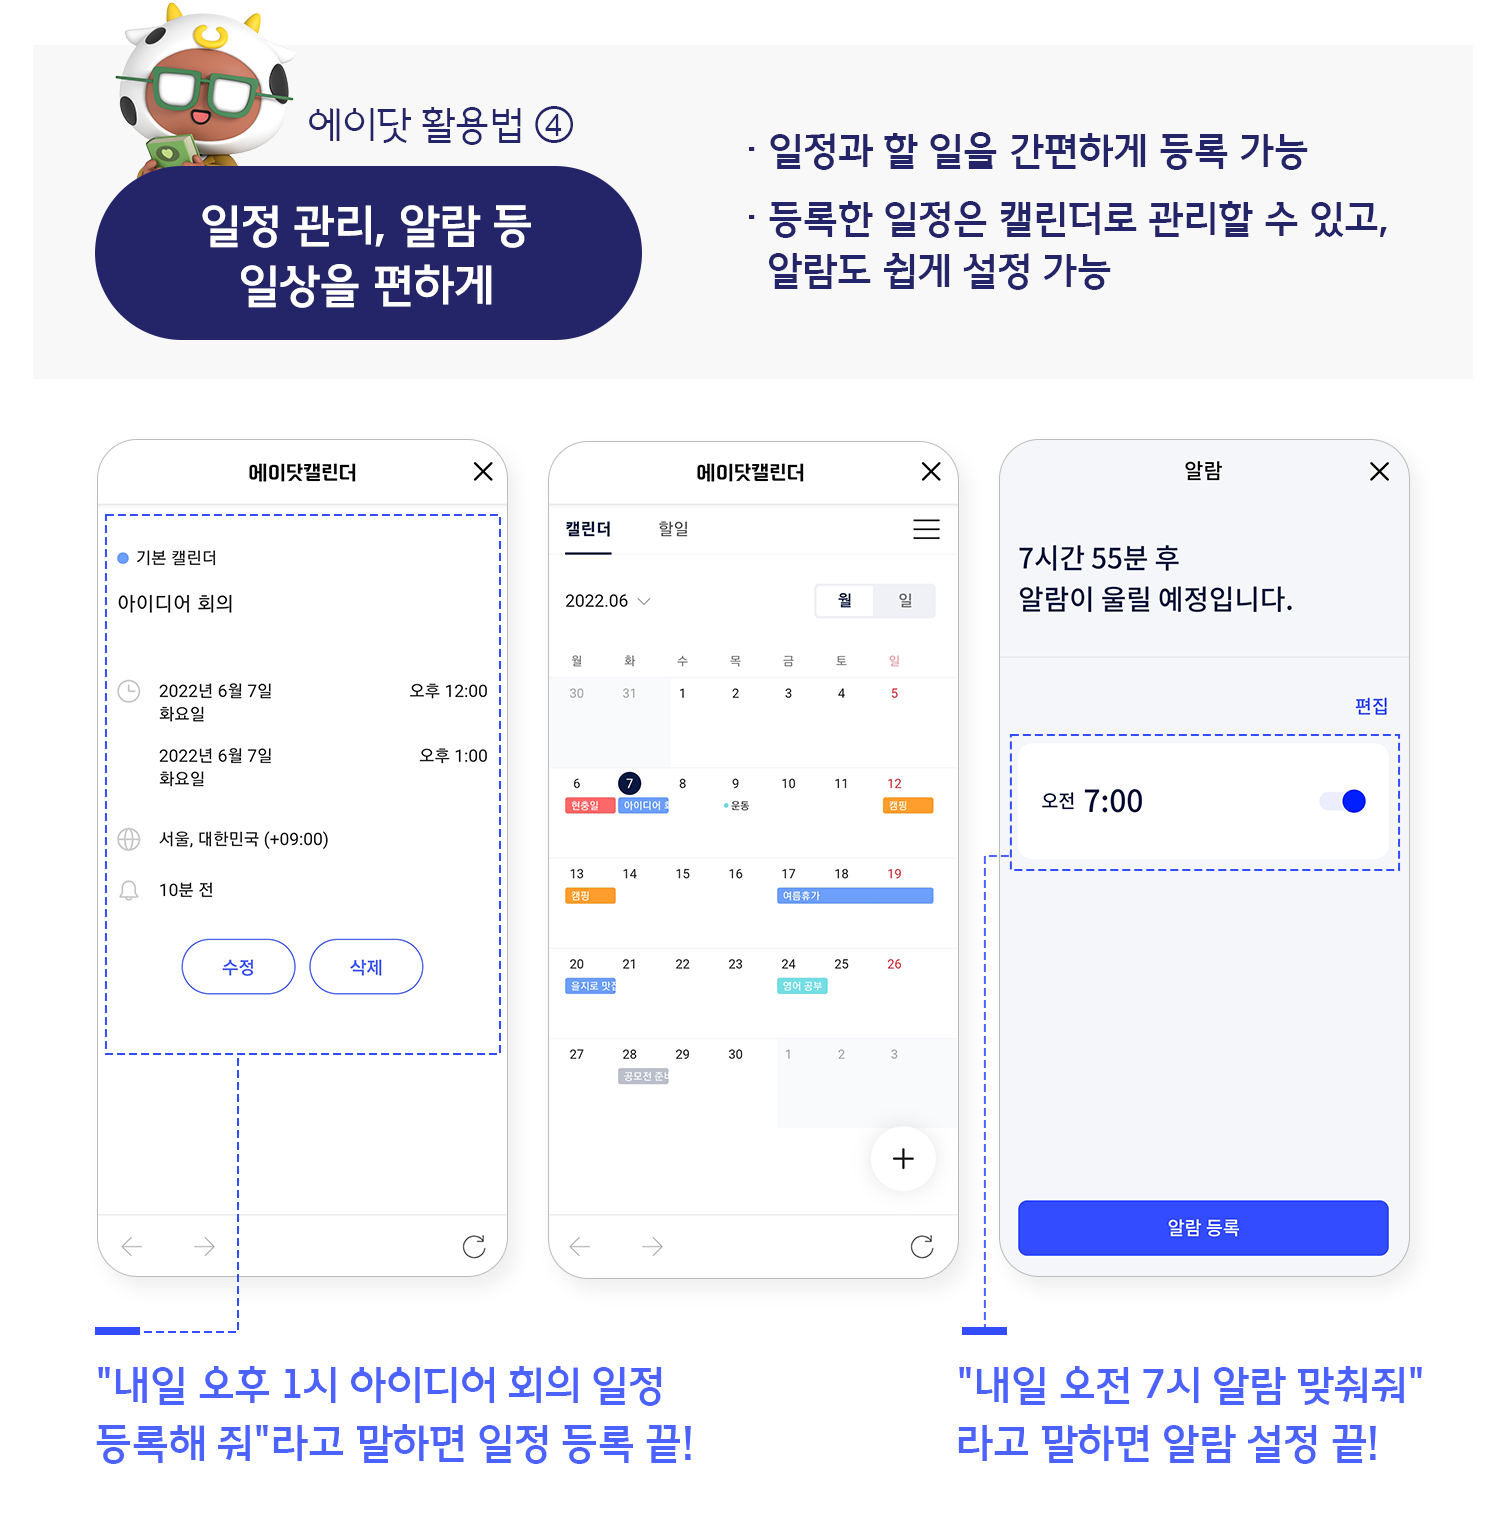 에이닷 활용법 ④
일정 관리, 알람 등
일상을 편하게
· 일정과 할 일을 간편하게 등록 가능
· 등록한 일정은 캘린더로 관리할 수 있고,
알람도 쉽게 설정 가능
에이닷캘린더
기본 캘린더
아이디어 회의
2022년 6월 7일 오후 12:00
화요일
2022년 6월 7일 오후 1:00
화요일
서울, 대한민국 (+09:00)
10분 전
수정 삭제
에이닷캘린더
캘린더 할일
2022.06 월 일
월 화 수 목 금 토 일
30 31 1 2 3 4 5
6 7 8 9 10 11 12
현충일 아이디어 운동 캠핑
13 14 15 16 17 18 19
캠핑 여름휴가
20 21 22 23 24 25 26
을지로 맛집 영어 공부
27 28 29 30 1 2 3
공모전 준비
알람
7시간 55분 후
알람이 울릴 예정입니다.
편집
오전 7:00
알람 등록
"내일 오후 1시 아이디어 회의 일정
등록해 줘"라고 말하면 일정 등록 끝!
"내일 오전 7시 알람 맞춰줘"
라고 말하면 알람 설정 끝!